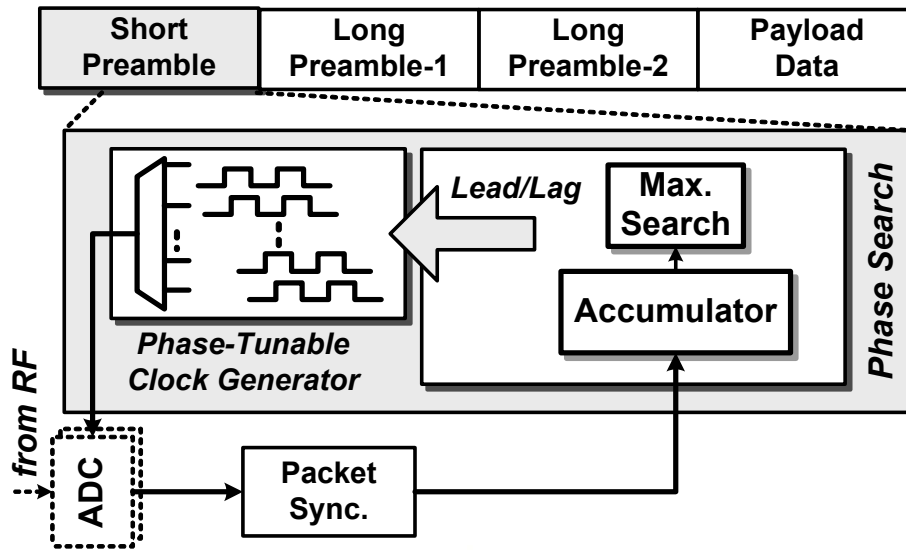 Short
Preamble
Long
Preamble-1
Long
Preamble-2
Payload
Data
Lead/Lag
Max.
Search
Accumulator
Phase Search
Phase-Tunable
Clock Generator
from RF
ADC
Packet
Sync.